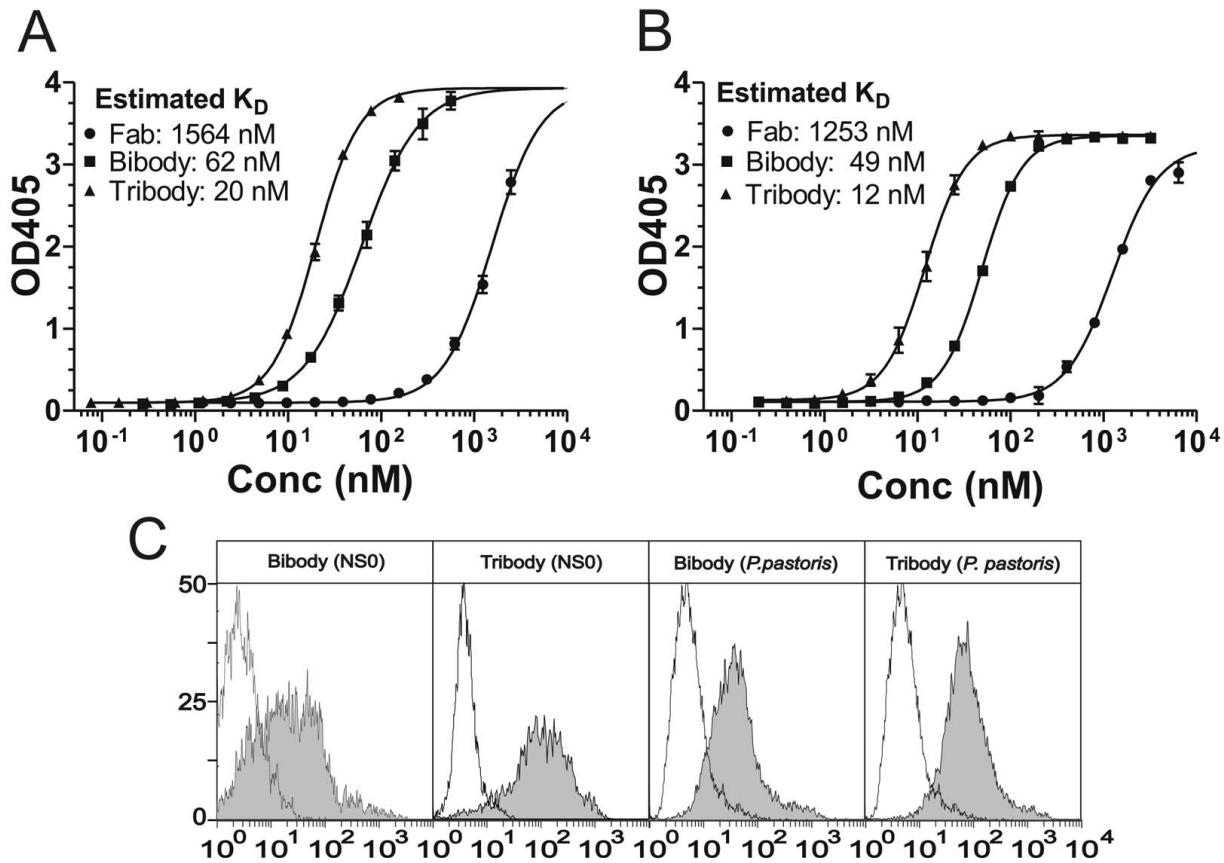 A
Estimated K_D
Fab: 1564 nM
Bibody: 62 nM
Tribody: 20 nM
OD405
4
3
2
1
0
10⁻¹ 10⁰ 10¹ 10² 10³ 10⁴
Conc (nM)
B
Estimated K_D
Fab: 1253 nM
Bibody: 49 nM
Tribody: 12 nM
OD405
4
3
2
1
0
10⁻¹ 10⁰ 10¹ 10² 10³ 10⁴
Conc (nM)
C
Bibody (NS0) Tribody (NS0) Bibody (P.pastoris) Tribody (P. pastoris)
50
25
0
10⁰ 10¹ 10² 10³ 10⁰ 10¹ 10² 10³ 10⁰ 10¹ 10² 10³ 10⁰ 10¹ 10² 10³ 10⁴